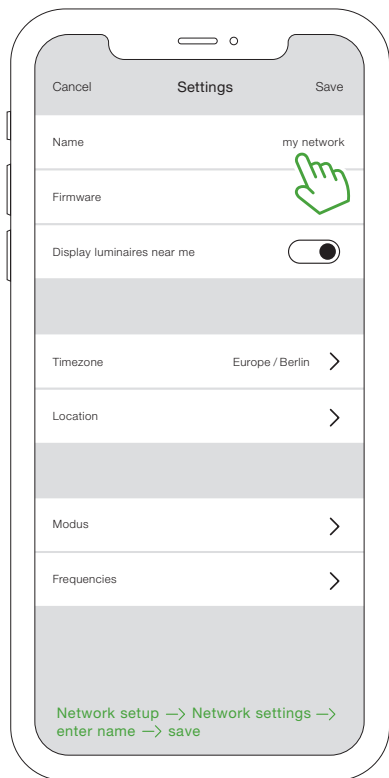 Cancel Settings Save
Name my network
Firmware
Display luminaires near me
Timezone Europe / Berlin
Location
Modus
Frequencies
Network setup —> Network settings —>
enter name —> save